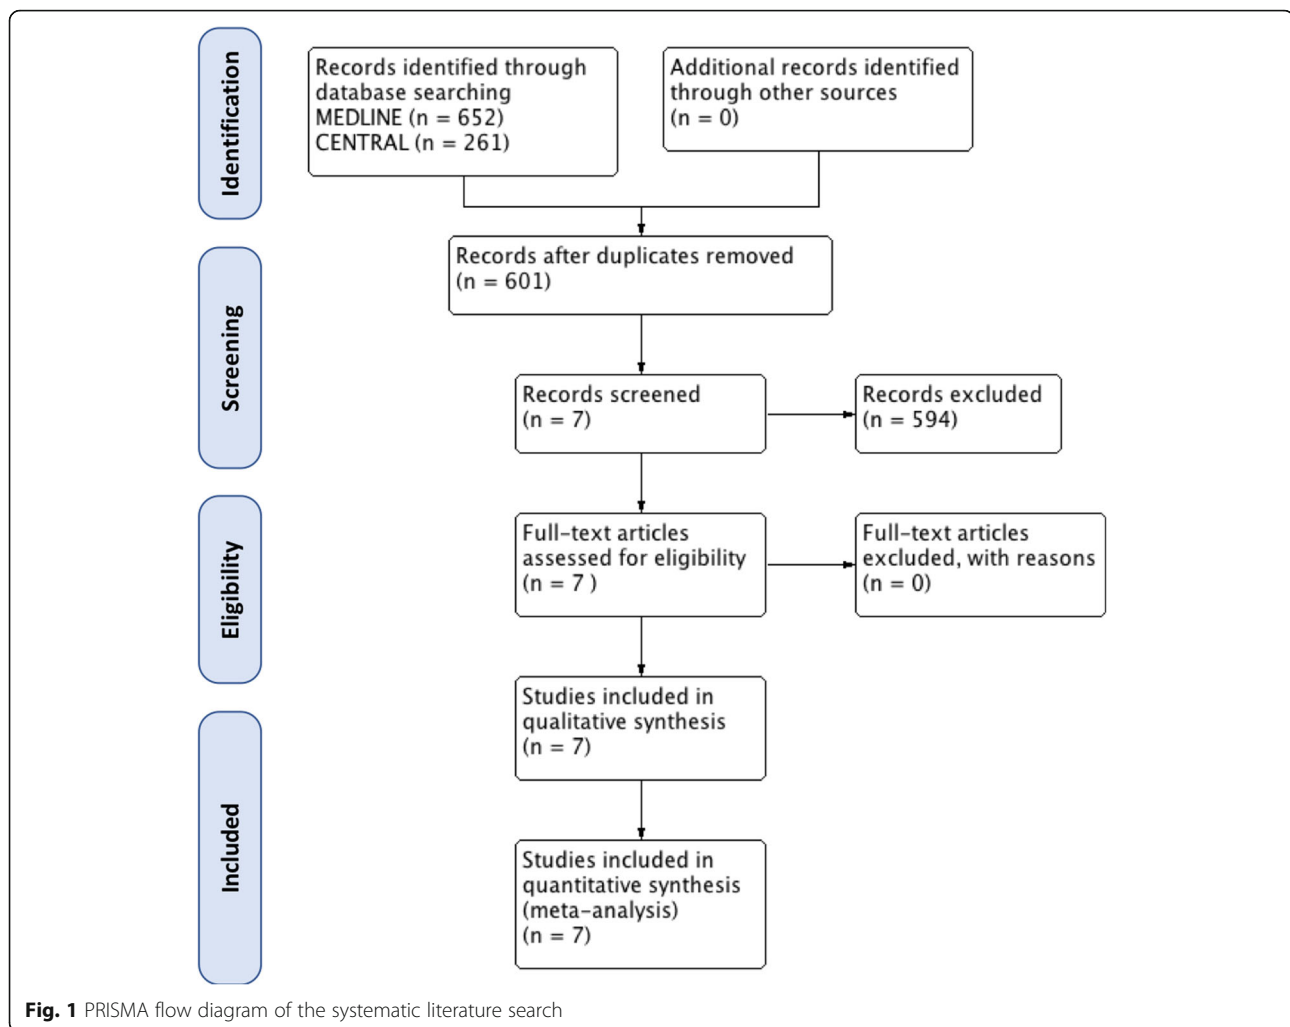 Identification
Records identified through
database searching
MEDLINE (n = 652)
CENTRAL (n = 261)
Additional records identified
through other sources
(n = 0)
Screening
Records after duplicates removed
(n = 601)
Records screened
(n = 7)
Records excluded
(n = 594)
Eligibility
Full-text articles
assessed for eligibility
(n = 7 )
Full-text articles
excluded, with reasons
(n = 0)
Included
Studies included in
qualitative synthesis
(n = 7)
Studies included in
quantitative synthesis
(meta-analysis)
(n = 7)
Fig. 1 PRISMA flow diagram of the systematic literature search